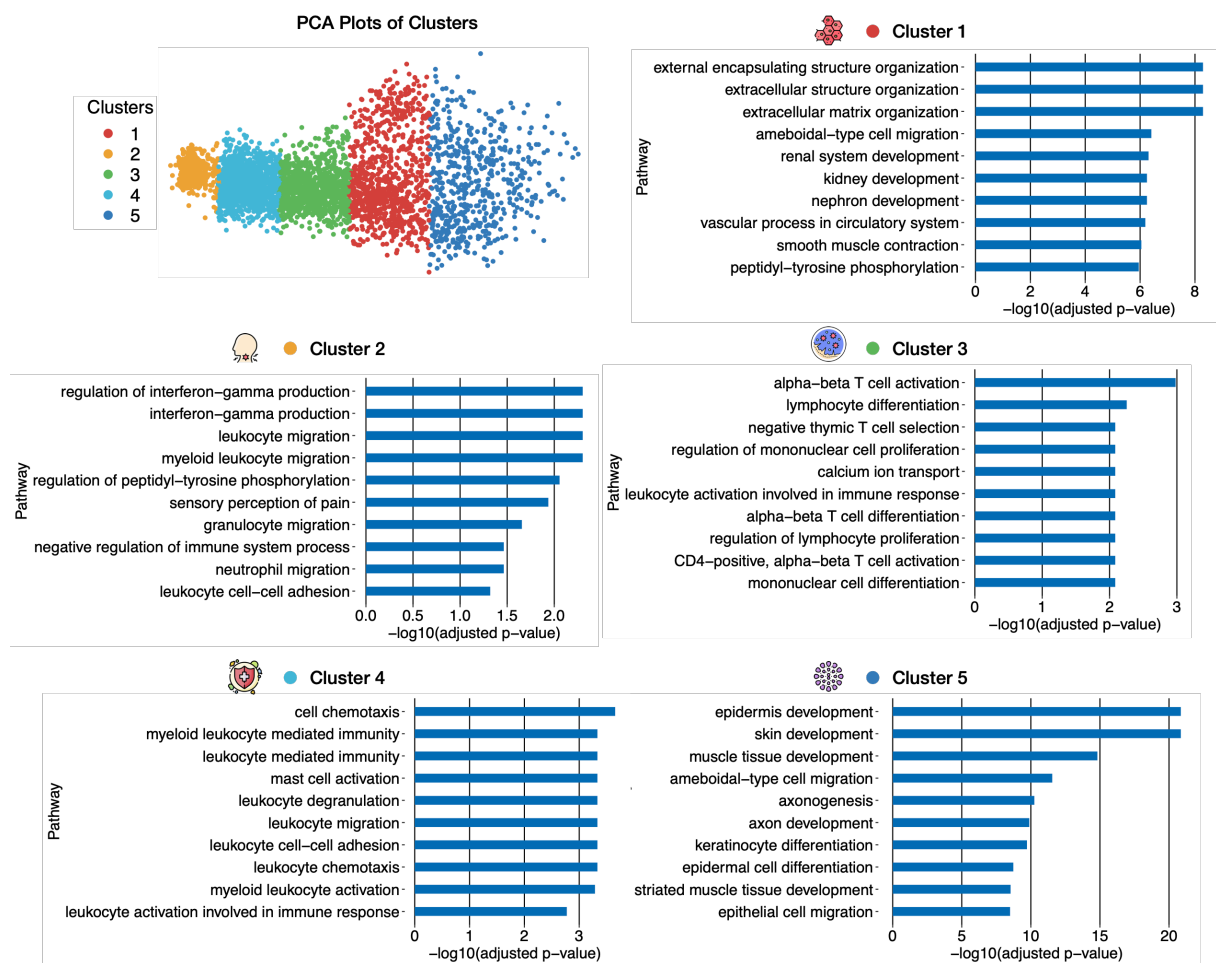 PCA Plots of Clusters
Clusters
1
2
3
4
5
Cluster 1
Pathway
external encapsulating structure organization
extracellular structure organization
extracellular matrix organization
ameboidal−type cell migration
renal system development
kidney development
nephron development
vascular process in circulatory system
smooth muscle contraction
peptidyl−tyrosine phosphorylation
0 2 4 6 8
−log10(adjusted p−value)
Cluster 2
Pathway
regulation of interferon−gamma production
interferon−gamma production
leukocyte migration
myeloid leukocyte migration
regulation of peptidyl−tyrosine phosphorylation
sensory perception of pain
granulocyte migration
negative regulation of immune system process
neutrophil migration
leukocyte cell−cell adhesion
0.0 0.5 1.0 1.5 2.0
−log10(adjusted p−value)
Cluster 3
Pathway
alpha−beta T cell activation
lymphocyte differentiation
negative thymic T cell selection
regulation of mononuclear cell proliferation
calcium ion transport
leukocyte activation involved in immune response
alpha−beta T cell differentiation
regulation of lymphocyte proliferation
CD4−positive, alpha−beta T cell activation
mononuclear cell differentiation
0 1 2 3
−log10(adjusted p−value)
Cluster 4
Pathway
cell chemotaxis
myeloid leukocyte mediated immunity
leukocyte mediated immunity
mast cell activation
leukocyte degranulation
leukocyte migration
leukocyte cell−cell adhesion
leukocyte chemotaxis
myeloid leukocyte activation
leukocyte activation involved in immune response
0 1 2 3
−log10(adjusted p−value)
Cluster 5
epidermis development
skin development
muscle tissue development
ameboidal−type cell migration
axonogenesis
axon development
keratinocyte differentiation
epidermal cell differentiation
striated muscle tissue development
epithelial cell migration
0 5 10 15 20
−log10(adjusted p−value)